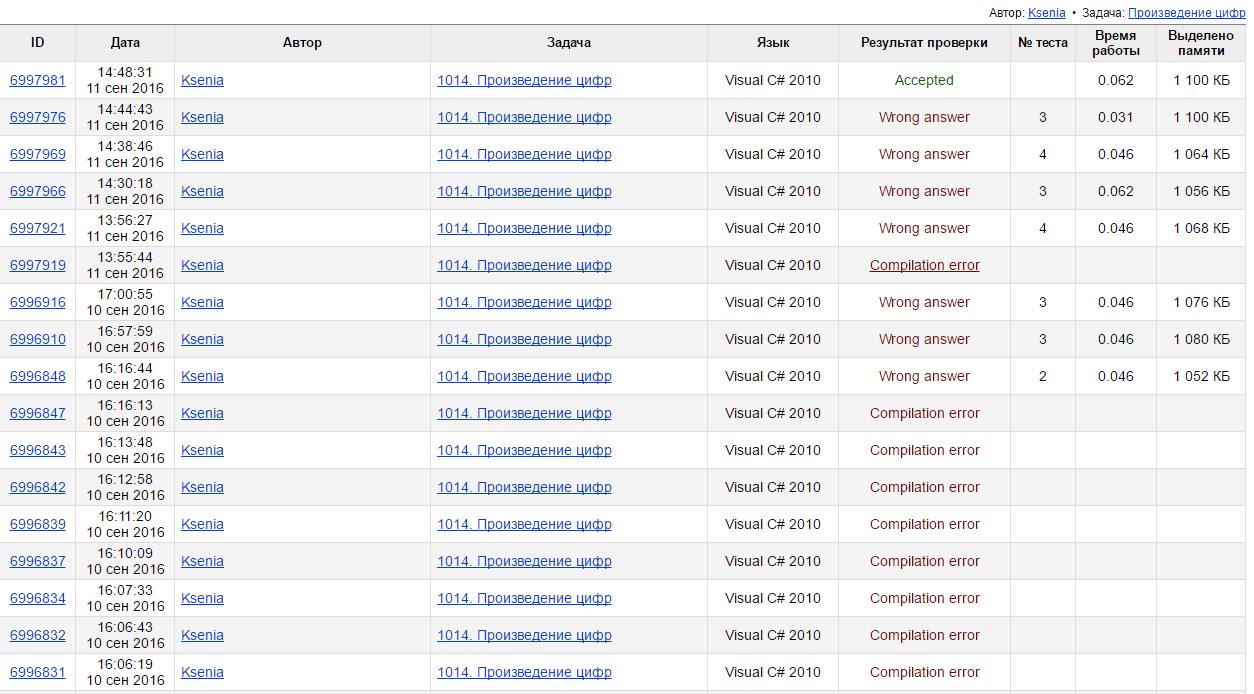 Автор: Ksenia • Задача: Произведение цифр
ID Дата Автор Задача Язык Результат проверки № теста Время работы Выделено памяти
6997981 14:48:31 11 сен 2016 Ksenia 1014. Произведение цифр Visual C# 2010 Accepted 0.062 1 100 КБ
6997976 14:44:43 11 сен 2016 Ksenia 1014. Произведение цифр Visual C# 2010 Wrong answer 3 0.031 1 100 КБ
6997969 14:38:46 11 сен 2016 Ksenia 1014. Произведение цифр Visual C# 2010 Wrong answer 4 0.046 1 064 КБ
6997966 14:30:18 11 сен 2016 Ksenia 1014. Произведение цифр Visual C# 2010 Wrong answer 3 0.062 1 056 КБ
6997921 13:56:27 11 сен 2016 Ksenia 1014. Произведение цифр Visual C# 2010 Wrong answer 4 0.046 1 068 КБ
6997919 13:55:44 11 сен 2016 Ksenia 1014. Произведение цифр Visual C# 2010 Compilation error
6996916 17:00:55 10 сен 2016 Ksenia 1014. Произведение цифр Visual C# 2010 Wrong answer 3 0.046 1 076 КБ
6996910 16:57:59 10 сен 2016 Ksenia 1014. Произведение цифр Visual C# 2010 Wrong answer 3 0.046 1 080 КБ
6996848 16:16:44 10 сен 2016 Ksenia 1014. Произведение цифр Visual C# 2010 Wrong answer 2 0.046 1 052 КБ
6996847 16:16:13 10 сен 2016 Ksenia 1014. Произведение цифр Visual C# 2010 Compilation error
6996843 16:13:48 10 сен 2016 Ksenia 1014. Произведение цифр Visual C# 2010 Compilation error
6996842 16:12:58 10 сен 2016 Ksenia 1014. Произведение цифр Visual C# 2010 Compilation error
6996839 16:11:20 10 сен 2016 Ksenia 1014. Произведение цифр Visual C# 2010 Compilation error
6996837 16:10:09 10 сен 2016 Ksenia 1014. Произведение цифр Visual C# 2010 Compilation error
6996834 16:07:33 10 сен 2016 Ksenia 1014. Произведение цифр Visual C# 2010 Compilation error
6996832 16:06:43 10 сен 2016 Ksenia 1014. Произведение цифр Visual C# 2010 Compilation error
6996831 16:06:19 10 сен 2016 Ksenia 1014. Произведение цифр Visual C# 2010 Compilation error